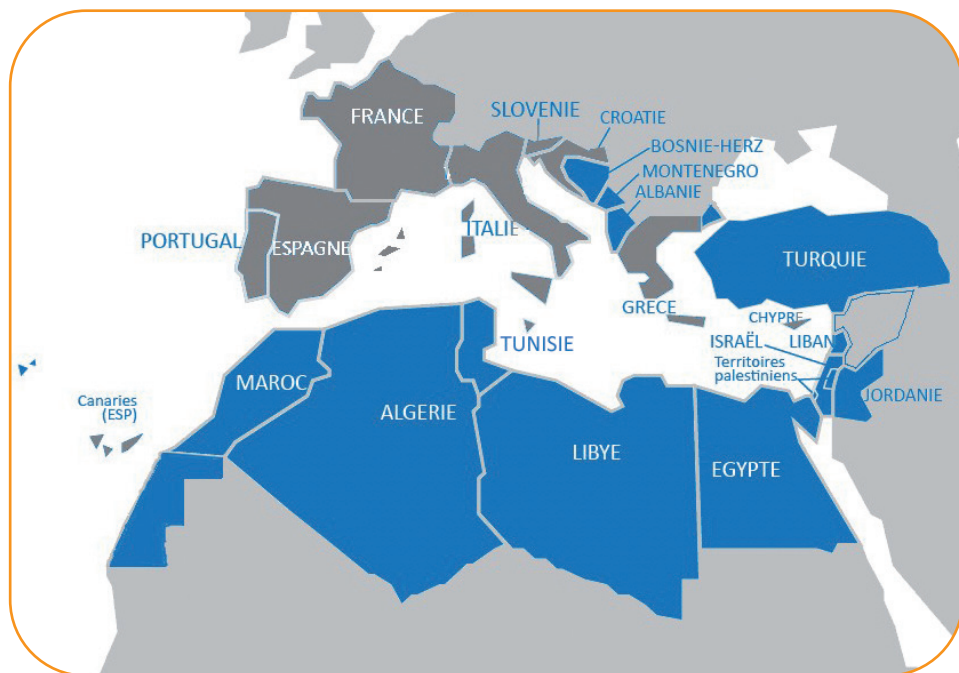 FRANCE
SLOVENIE
CROATIE
BOSNIE-HERZ
MONTENEGRO
ALBANIE
PORTUGAL
ESPAGNE
ITALIE
TURQUIE
GRECE
CHYPRE
TUNISIE
ISRAËL
LIBAN
Territoires
palestiniens
MAROC
JORDANIE
Canaries
(ESP)
ALGERIE
LIBYE
EGYPTE